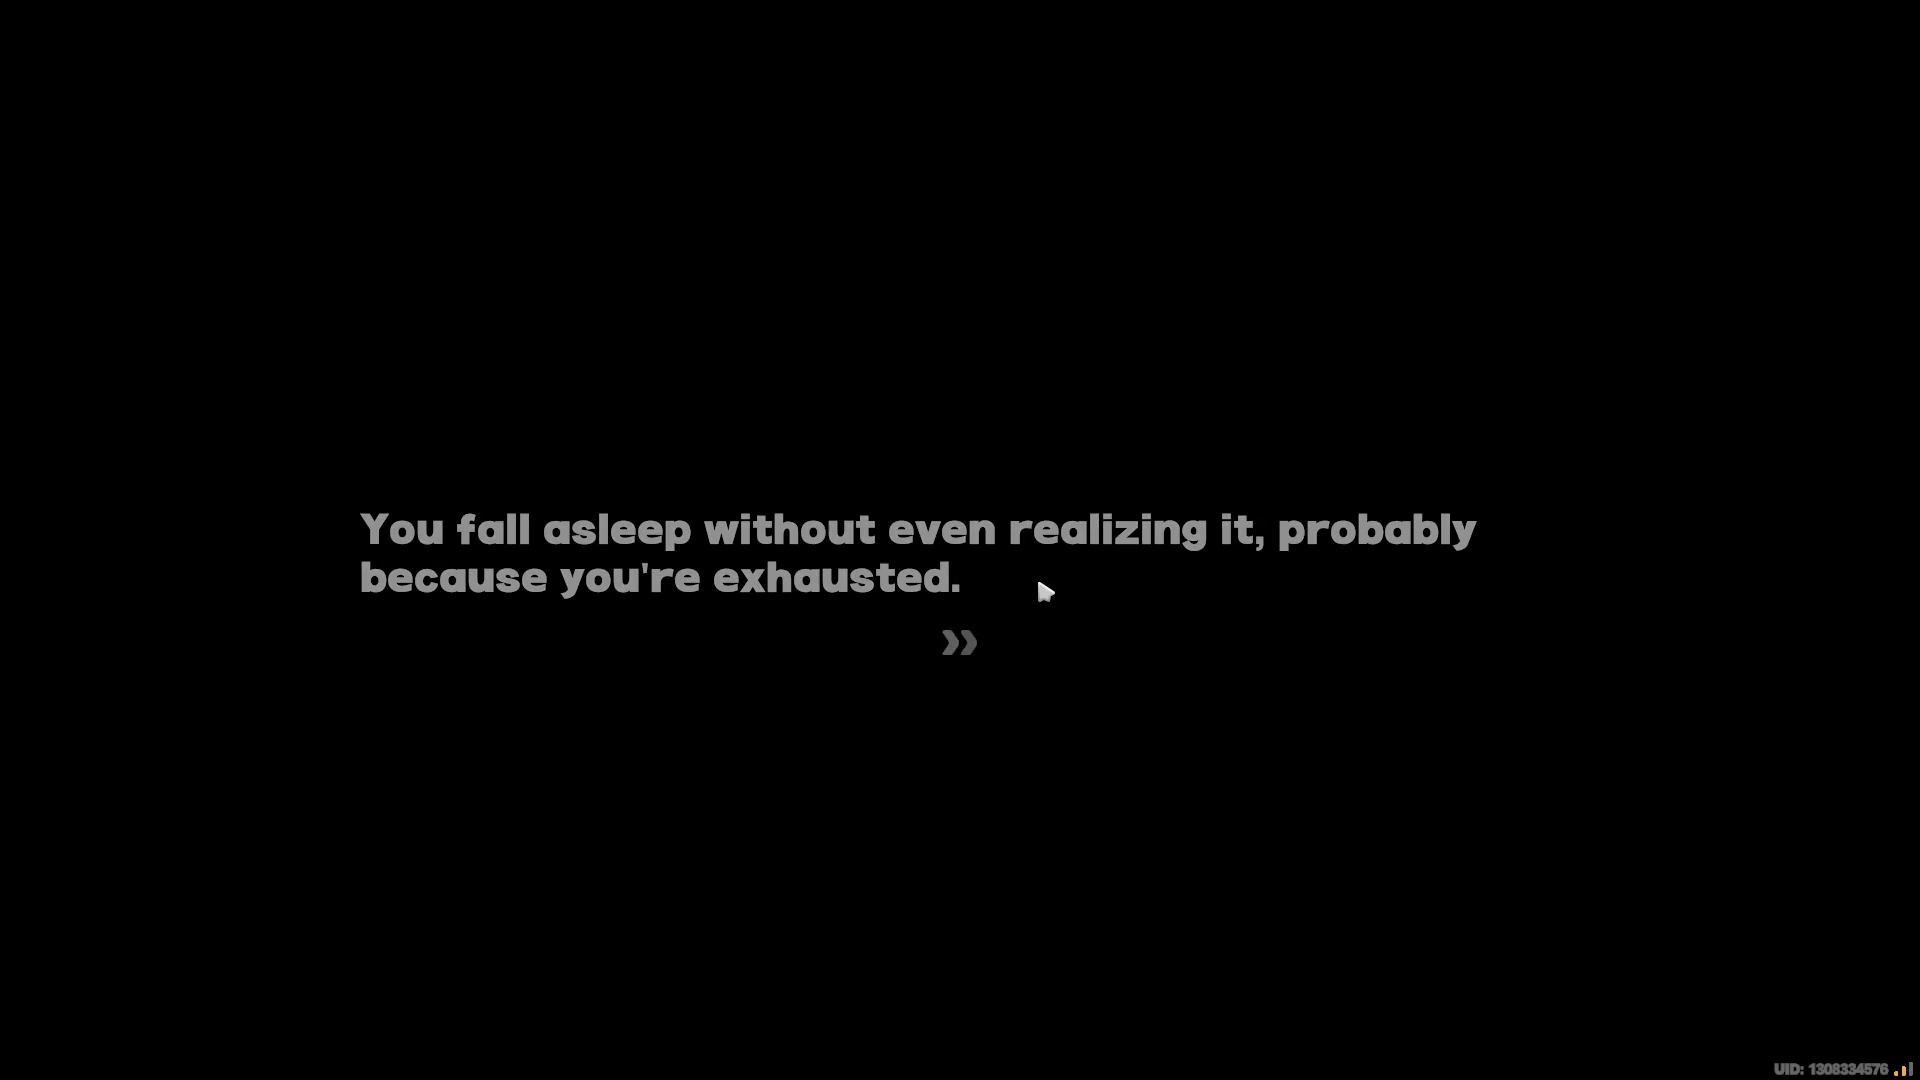 You fall asleep without even realizing it, probably
because you're exhausted.
UID: 1308334576